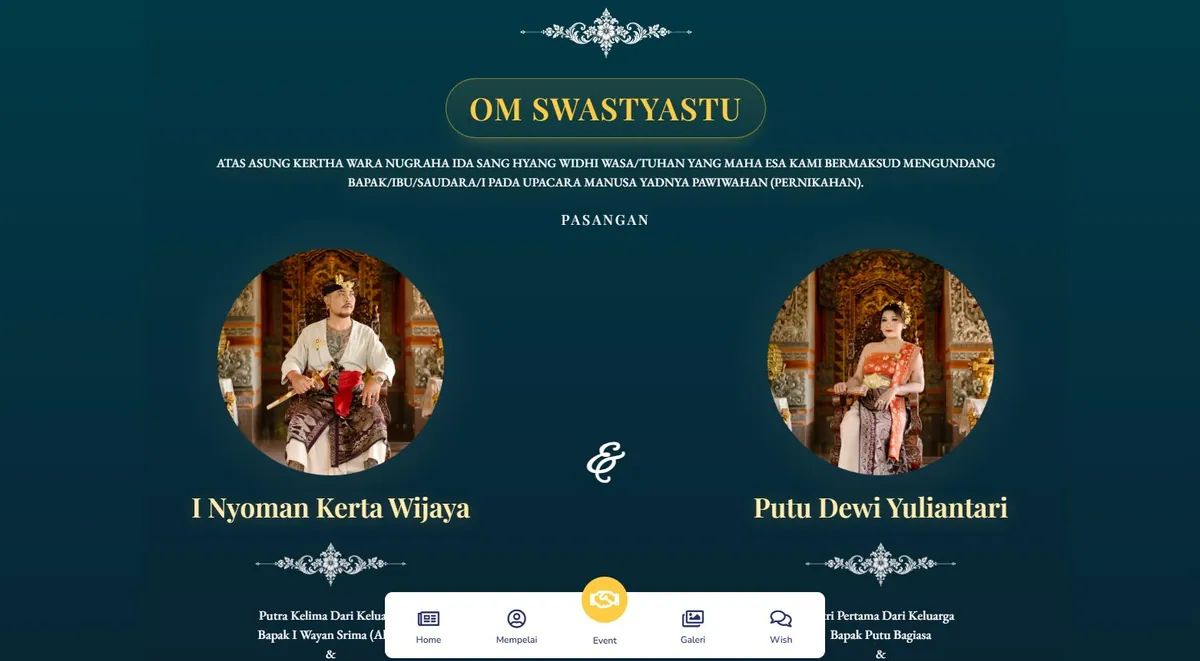 OM SWASTYASTU
ATAS ASUNG KERTHA WARA NUGRAHA IDA SANG HYANG WIDHI WASA/TUHAN YANG MAHA ESA KAMI BERMAKSUD MENGUNDANG
BAPAK/IBU/SAUDARA/I PADA UPACARA MANUSA YADNYA PAWIWAHAN (PERNIKAHAN).
PASANGAN
&
I Nyoman Kerta Wijaya
Putu Dewi Yuliantari
Putra Kelima Dari
Bapak I Wayan Srima
&
Pertama Dari Keluarga
Bapak Putu Bagiasa
&
Home
Mempelai
Event
Galeri
Wish